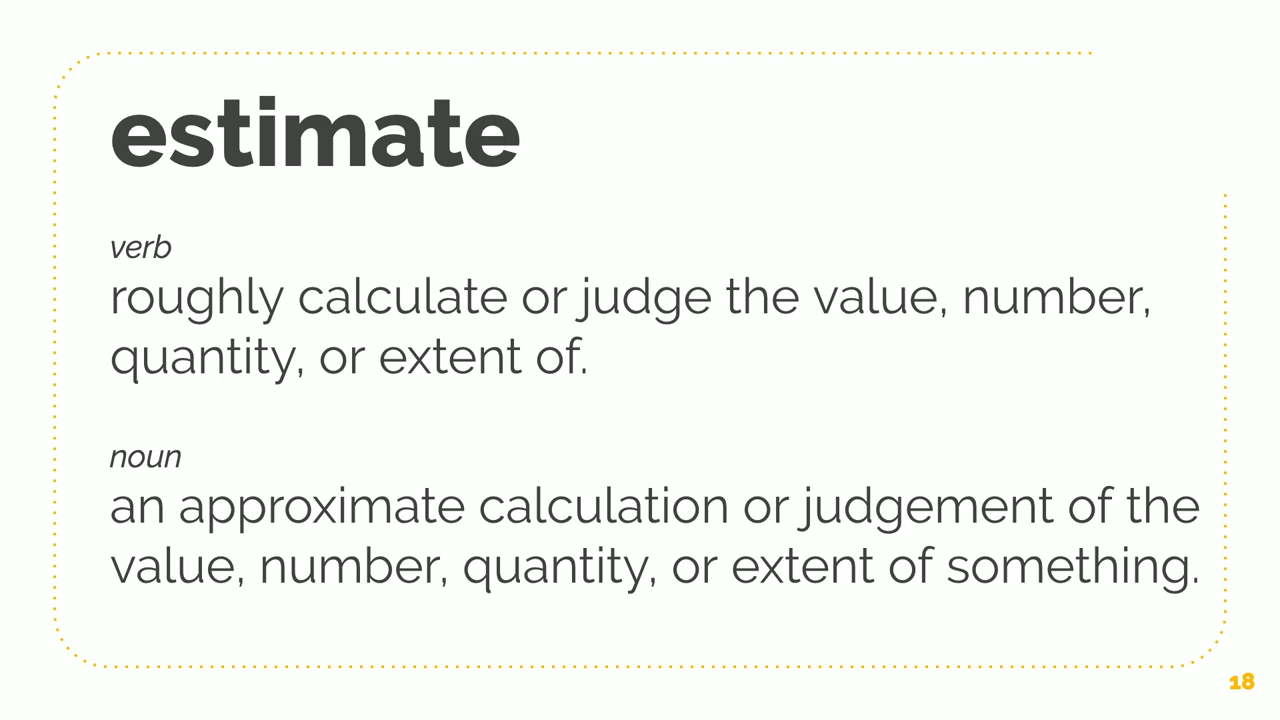 estimate
verb
roughly calculate or judge the value, number,
quantity, or extent of.
noun
an approximate calculation or judgement of the
value, number, quantity, or extent of something.
18